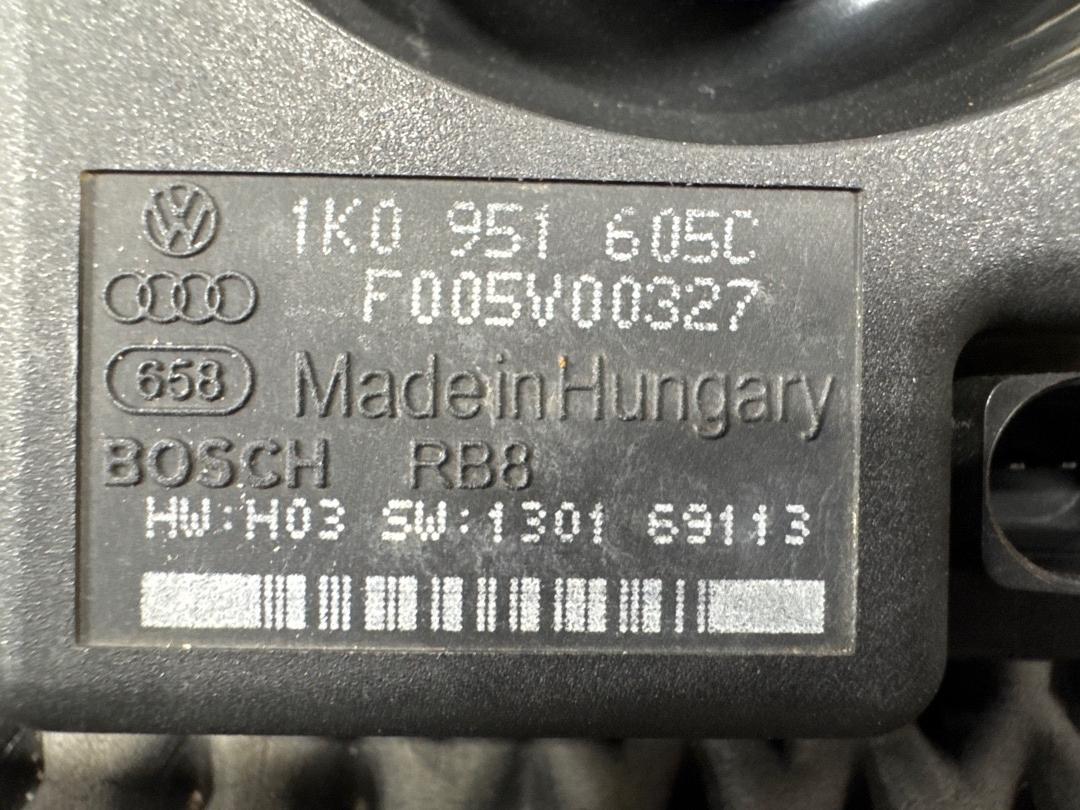 1K0 951 605C
F005V00327
658 Made in Hungary
BOSCH RB8
HW:H03 SW:1301 69113